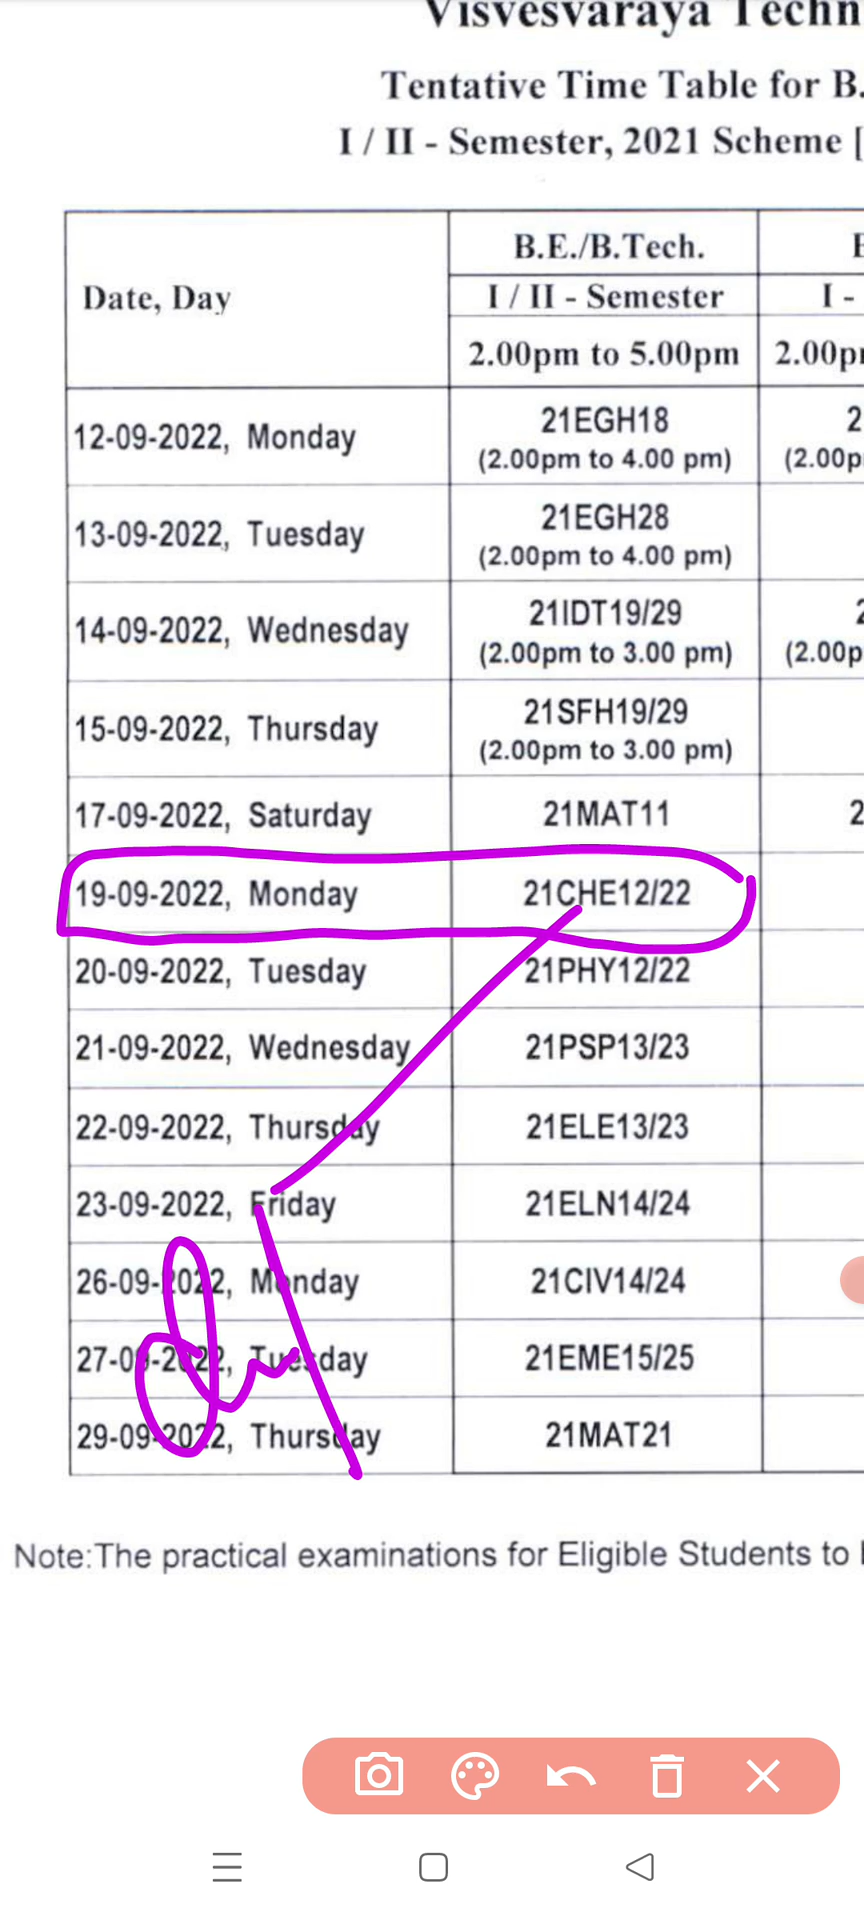 Visvesvaraya Techn
Tentative Time Table for B.
I / II - Semester, 2021 Scheme [
Date, Day
B.E./B.Tech.
I / II - Semester
I -
2.00pm to 5.00pm
12-09-2022, Monday 21EGH18 2
(2.00pm to 4.00 pm) (2.00p
13-09-2022, Tuesday 21EGH28
(2.00pm to 4.00 pm)
14-09-2022, Wednesday 21IDT19/29 2
(2.00pm to 3.00 pm) (2.00p
15-09-2022, Thursday 21SFH19/29
(2.00pm to 3.00 pm)
17-09-2022, Saturday 21MAT11 2
19-09-2022, Monday 21CHE12/22
20-09-2022, Tuesday 21PHY12/22
21-09-2022, Wednesday 21PSP13/23
22-09-2022, Thursday 21ELE13/23
23-09-2022, Friday 21ELN14/24
26-09-2022, Monday 21CIV14/24
27-09-2022, Tuesday 21EME15/25
29-09-2022, Thursday 21MAT21
Note:The practical examinations for Eligible Students to